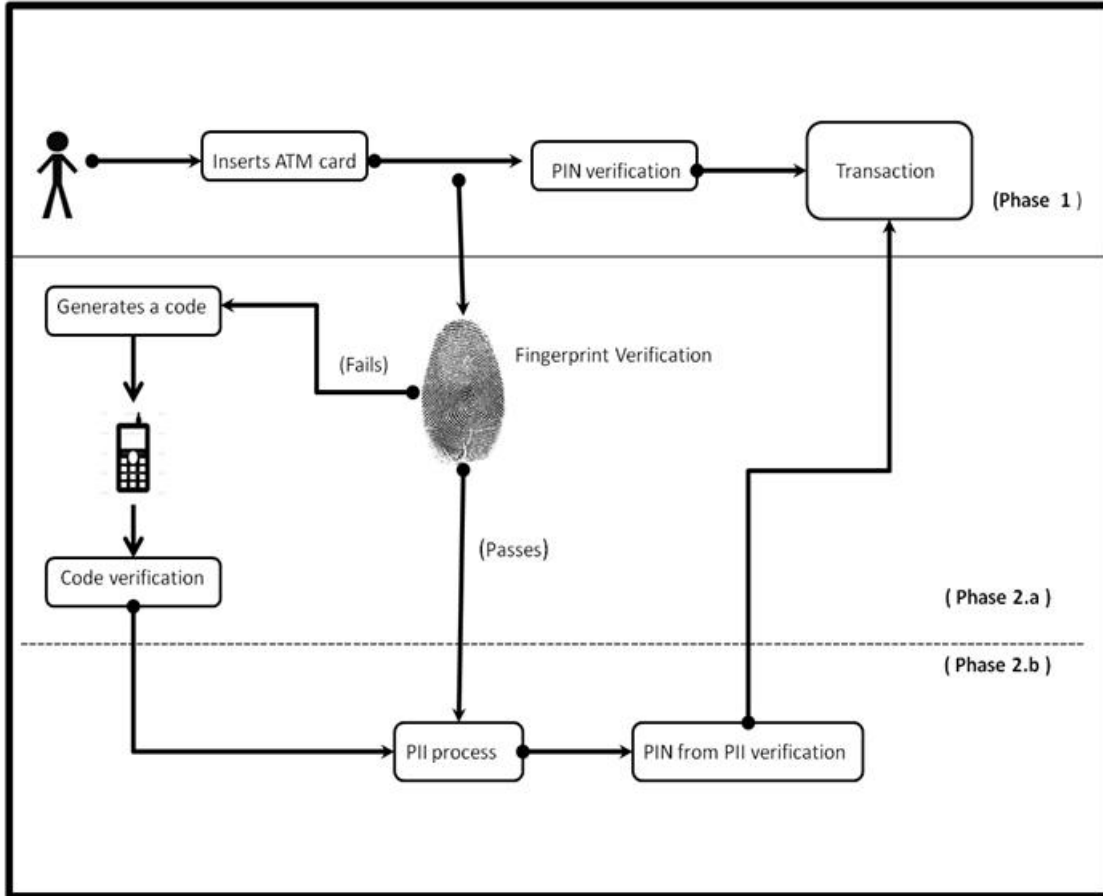 Inserts ATM card
PIN verification
Transaction
(Phase 1 )
Generates a code
(Fails)
Fingerprint Verification
(Passes)
Code verification
( Phase 2.a )
( Phase 2.b )
PII process
PIN from PII verification